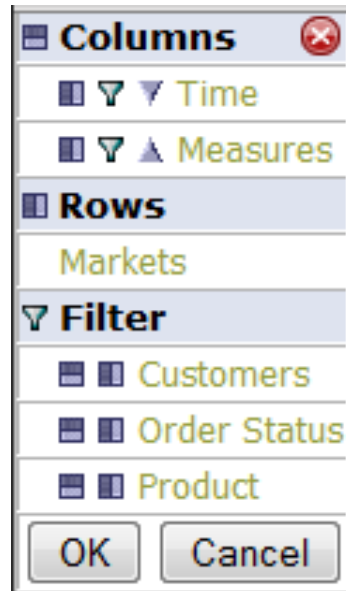 Columns
Time
Measures
Rows
Markets
Filter
Customers
Order Status
Product
OK Cancel